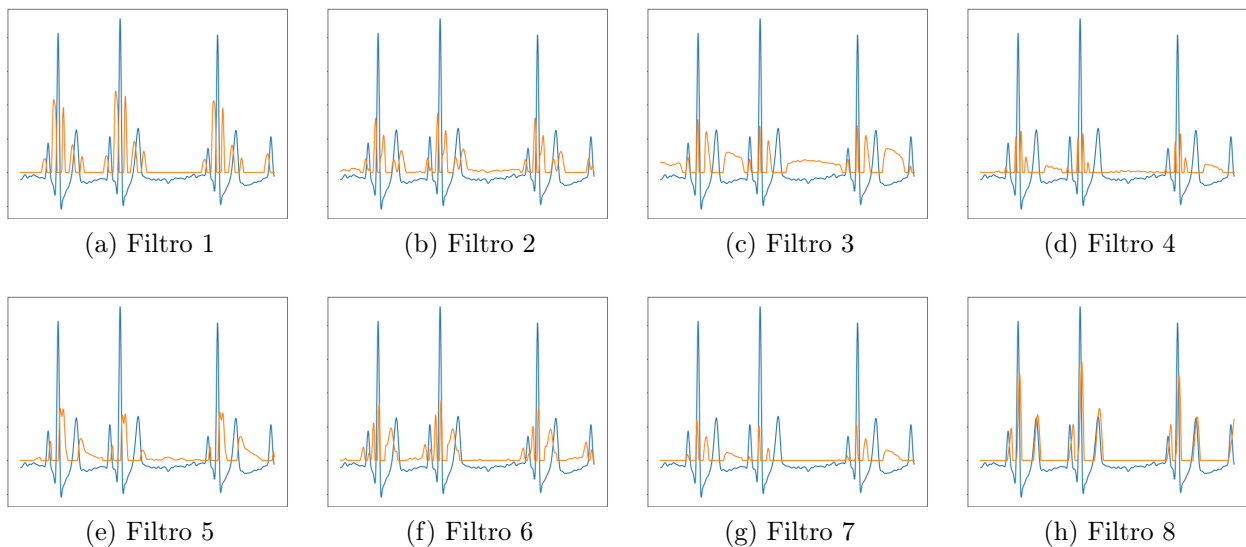 (a) Filtro 1
(b) Filtro 2
(c) Filtro 3
(d) Filtro 4
(e) Filtro 5
(f) Filtro 6
(g) Filtro 7
(h) Filtro 8